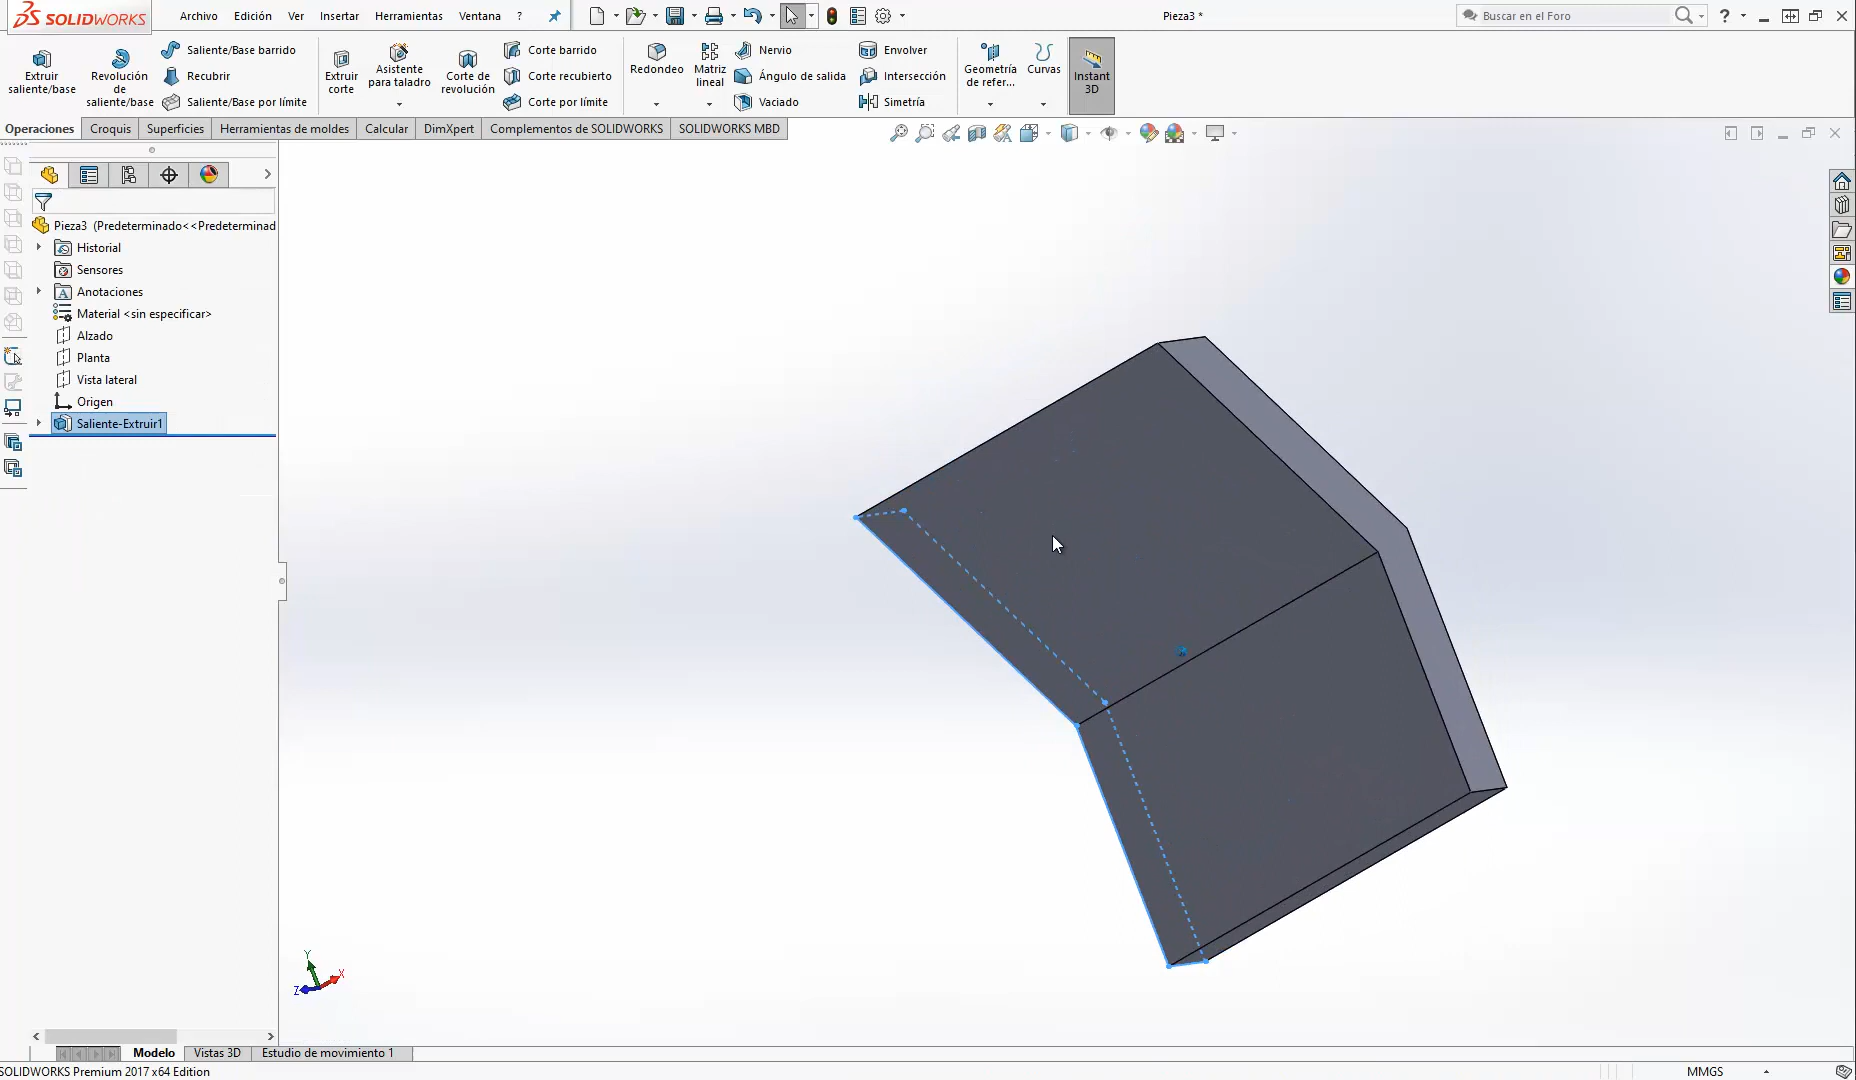 SOLIDWORKS
Archivo
Edición
Ver
Insertar
Herramientas
Ventana
?
Pieza3 *
Buscar en el Foro
?
Extruir
saliente/base
Revolución
de
saliente/base
Saliente/Base barrido
Recubrir
Saliente/Base por límite
Extruir
corte
Asistente
para taladro
Corte de
revolución
Corte barrido
Corte recubierto
Corte por límite
Redondeo
Matriz
lineal
Nervio
Ángulo de salida
Vaciado
Envolver
Intersección
Simetría
Geometría
de refer...
Curvas
Instant
3D
Operaciones
Croquis
Superficies
Herramientas de moldes
Calcular
DimXpert
Complementos de SOLIDWORKS
SOLIDWORKS MBD
Pieza3 (Predeterminado<<Predeterminad
Historial
Sensores
Anotaciones
Material <sin especificar>
Alzado
Planta
Vista lateral
Origen
Saliente-Extruir1
Y
X
Z
Modelo
Vistas 3D
Estudio de movimiento 1
SOLIDWORKS Premium 2017 x64 Edition
MMGS